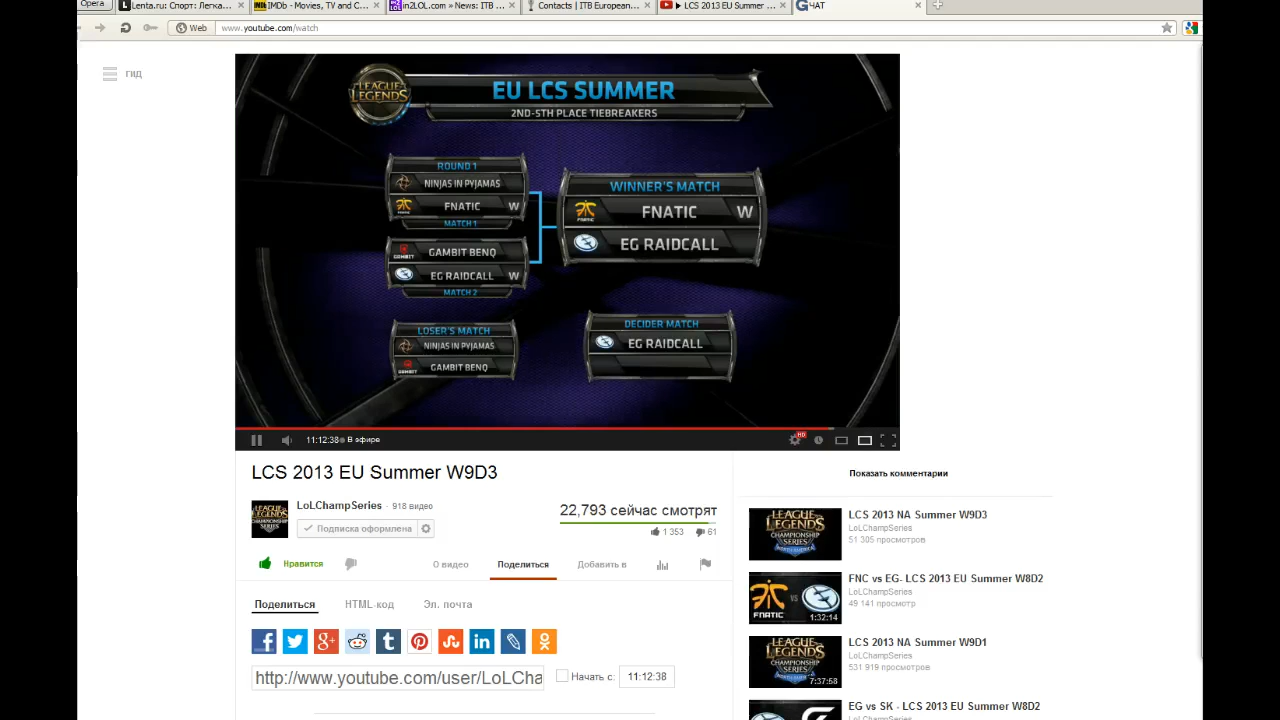 Opera
Lenta.ru: Спорт: Легка...
IMDb - Movies, TV and C...
in2LOL.com » News: ITB ...
Contacts | ITB European...
► LCS 2013 EU Summer ...
ЧАТ
Web
www.youtube.com/watch
ГИД
LEAGUE
LEGENDS
EU LCS SUMMER
2ND-5TH PLACE TIEBREAKERS
ROUND 1
NINJAS IN PYJAMAS
FNATIC W
MATCH 1
GAMBIT BENQ
EG RAIDCALL W
MATCH 2
WINNER'S MATCH
FNATIC W
EG RAIDCALL
LOSER'S MATCH
NINJAS IN PYJAMAS
GAMBIT BENQ
DECIDER MATCH
EG RAIDCALL
11:12:38 В эфире
HD
LCS 2013 EU Summer W9D3
LoLChampSeries - 918 видео
Подписка оформлена
22,793 сейчас смотрят
1 353 61
Нравится
О видео
Поделиться
Добавить в
Поделиться
HTML-код
Эл. почта
http://www.youtube.com/user/LoLCha
Начать с: 11:12:38
Показать комментарии
LCS 2013 NA Summer W9D3
LoLChampSeries
51 305 просмотров
FNC vs EG- LCS 2013 EU Summer W8D2
LoLChampSeries
49 141 просмотр
FNATIC VS
1:32:14
LCS 2013 NA Summer W9D1
LoLChampSeries
531 919 просмотров
7:37:58
EG vs SK - LCS 2013 EU Summer W8D2
LoLChampSeries